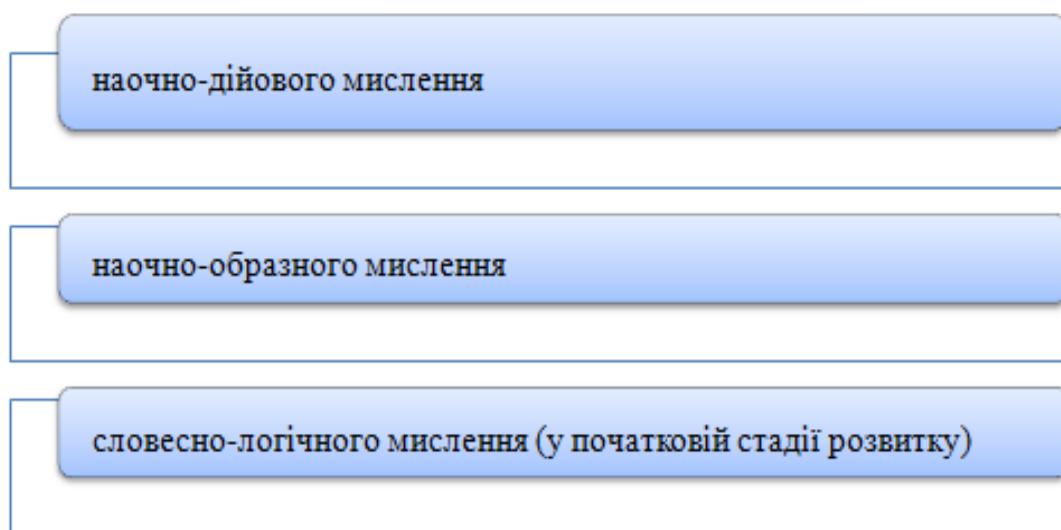 наочно-дійового мислення
наочно-образного мислення
словесно-логічного мислення (у початковій стадії розвитку)